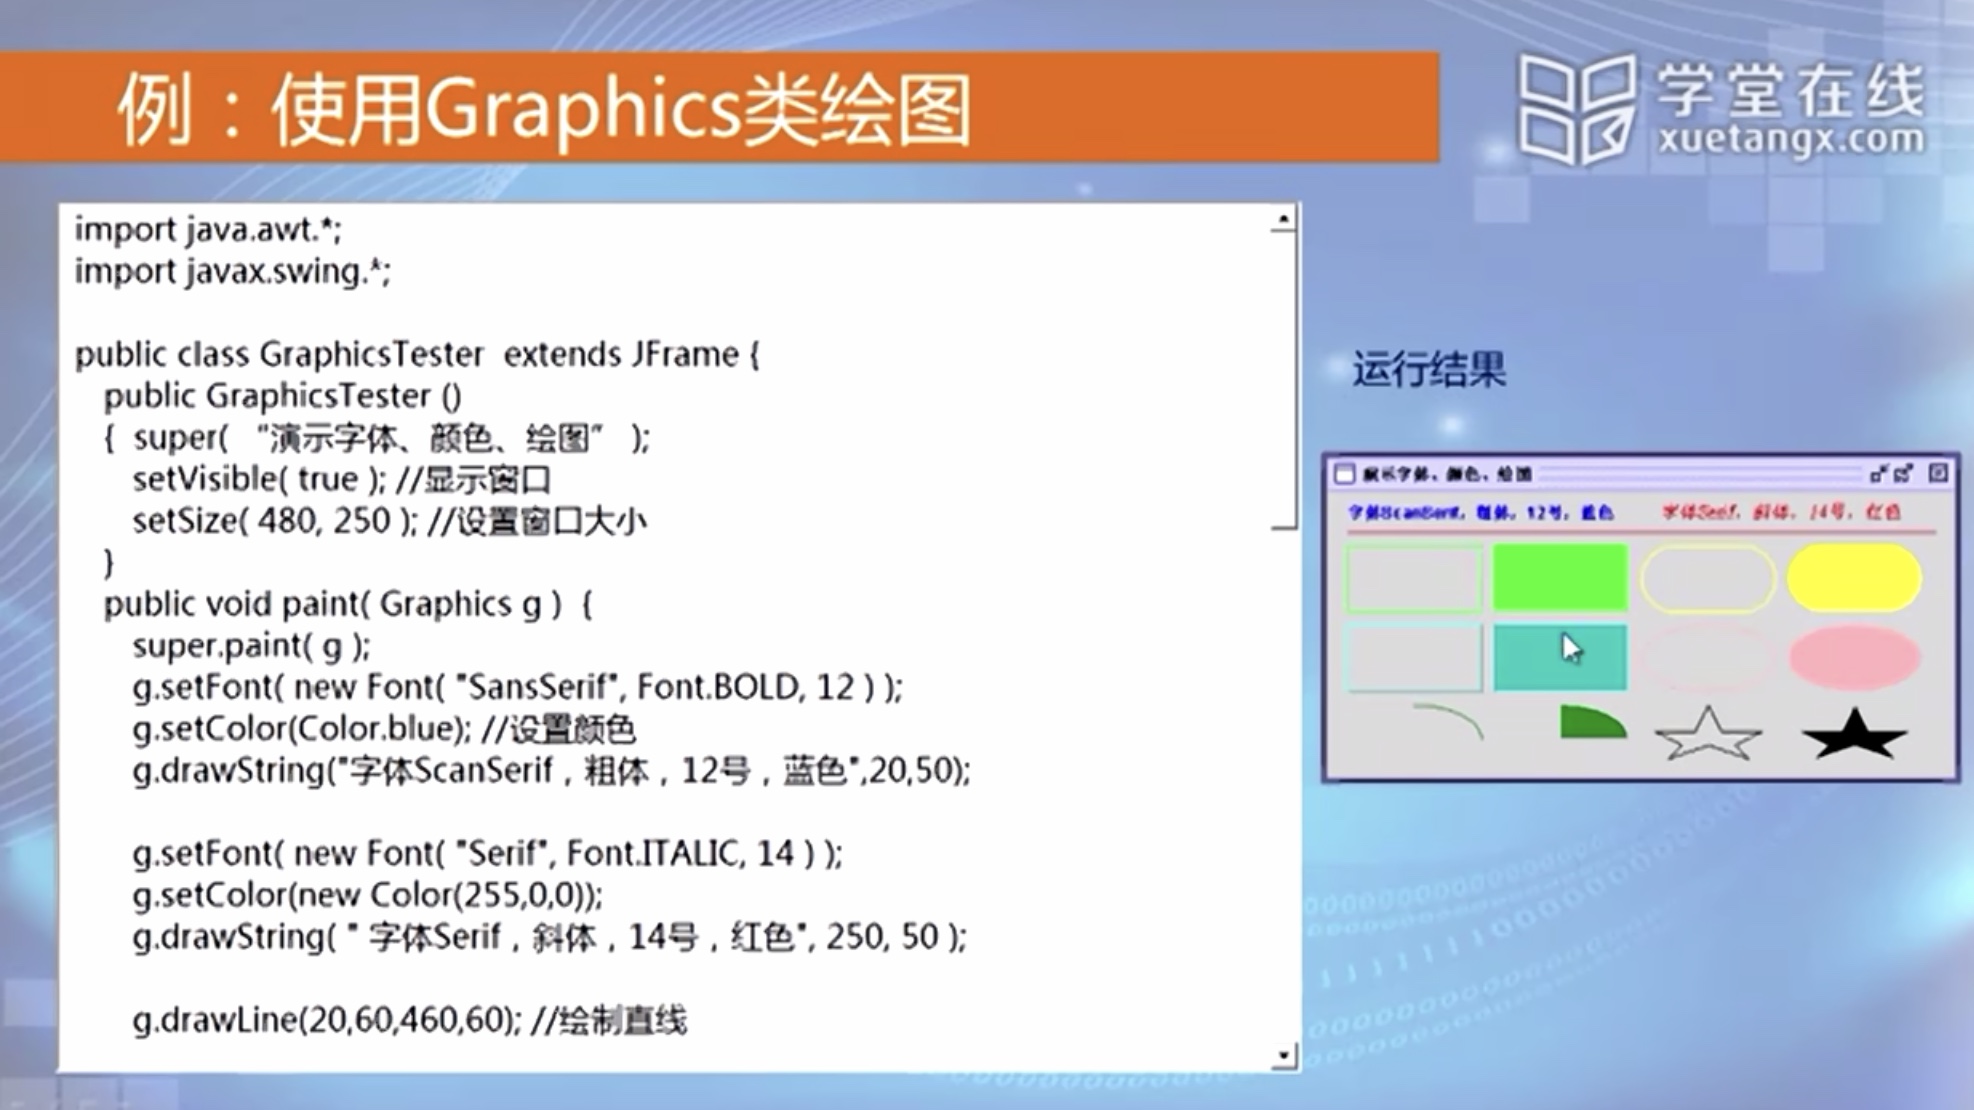 例：使用Graphics类绘图
学堂在线
xuetangx.com
import java.awt.*;
import javax.swing.*;
public class GraphicsTester  extends JFrame {
public GraphicsTester ()
{  super(  “演示字体、颜色、绘图”  );
setVisible( true ); //显示窗口
setSize( 480, 250 ); //设置窗口大小
}
public void paint( Graphics g )  {
super.paint( g );
g.setFont( new Font( "SansSerif", Font.BOLD, 12 ) );
g.setColor(Color.blue); //设置颜色
g.drawString("字体ScanSerif，粗体，12号，蓝色",20,50);
g.setFont( new Font( "Serif", Font.ITALIC, 14 ) );
g.setColor(new Color(255,0,0));
g.drawString( " 字体Serif，斜体，14号，红色", 250, 50 );
g.drawLine(20,60,460,60); //绘制直线
运行结果
演示字体、颜色、绘图
字体ScanSerif，粗体，12号，蓝色
字体Serif，斜体，14号，红色